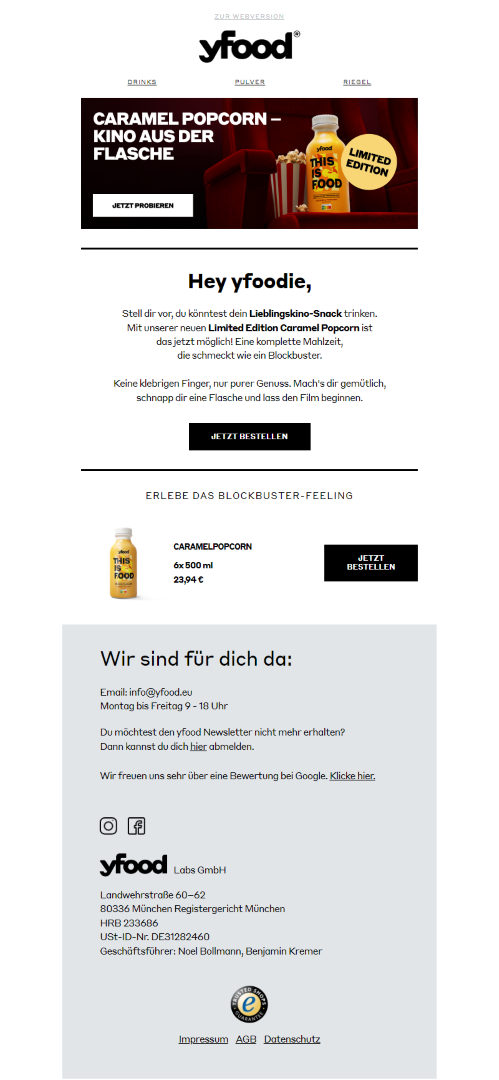 ZUR WEBVERSION
yfood®
DRINKS PULVER RIEGEL
CARAMEL POPCORN –
KINO AUS DER
FLASCHE
JETZT PROBIEREN
yfood
THIS
IS
FOOD
LIMITED
EDITION
Hey yfoodie,
Stell dir vor, du könntest dein Lieblingskino-Snack trinken.
Mit unserer neuen Limited Edition Caramel Popcorn ist
das jetzt möglich! Eine komplette Mahlzeit,
die schmeckt wie ein Blockbuster.
Keine klebrigen Finger, nur purer Genuss. Mach's dir gemütlich,
schnapp dir eine Flasche und lass den Film beginnen.
JETZT BESTELLEN
ERLEBE DAS BLOCKBUSTER-FEELING
yfood
THIS
IS
FOOD
CARAMELPOPCORN
6x 500 ml
23,94 €
JETZT
BESTELLEN
Wir sind für dich da:
Email: info@yfood.eu
Montag bis Freitag 9 - 18 Uhr
Du möchtest den yfood Newsletter nicht mehr erhalten?
Dann kannst du dich hier abmelden.
Wir freuen uns sehr über eine Bewertung bei Google. Klicke hier.
yfood Labs GmbH
Landwehrstraße 60–62
80336 München Registergericht München
HRB 233686
USt-ID-Nr. DE31282460
Geschäftsführer: Noel Bollmann, Benjamin Kremer
TRUSTED SHOPS
e
GUARANTEE
Impressum AGB Datenschutz